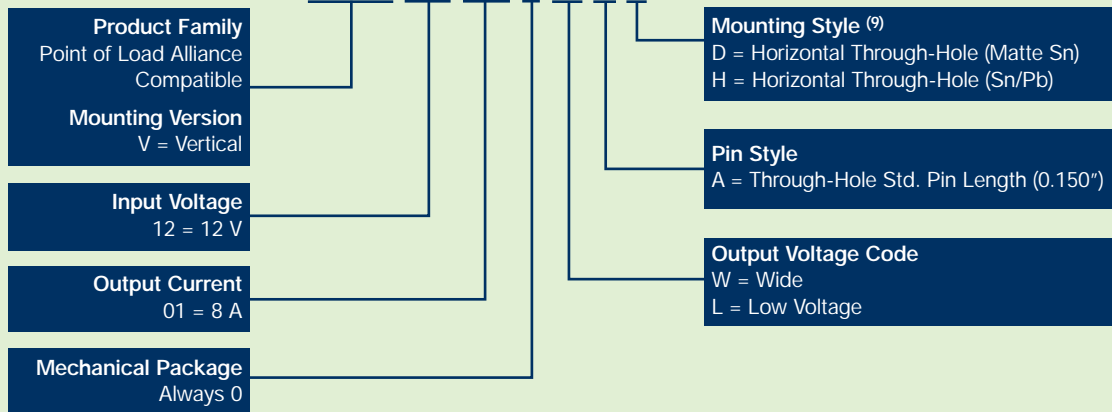 Product Family
Point of Load Alliance
Compatible
Mounting Version
V = Vertical
Input Voltage
12 = 12 V
Output Current
01 = 8 A
Mechanical Package
Always 0
Mounting Style (9)
D = Horizontal Through-Hole (Matte Sn)
H = Horizontal Through-Hole (Sn/Pb)
Pin Style
A = Through-Hole Std. Pin Length (0.150″)
Output Voltage Code
W = Wide
L = Low Voltage